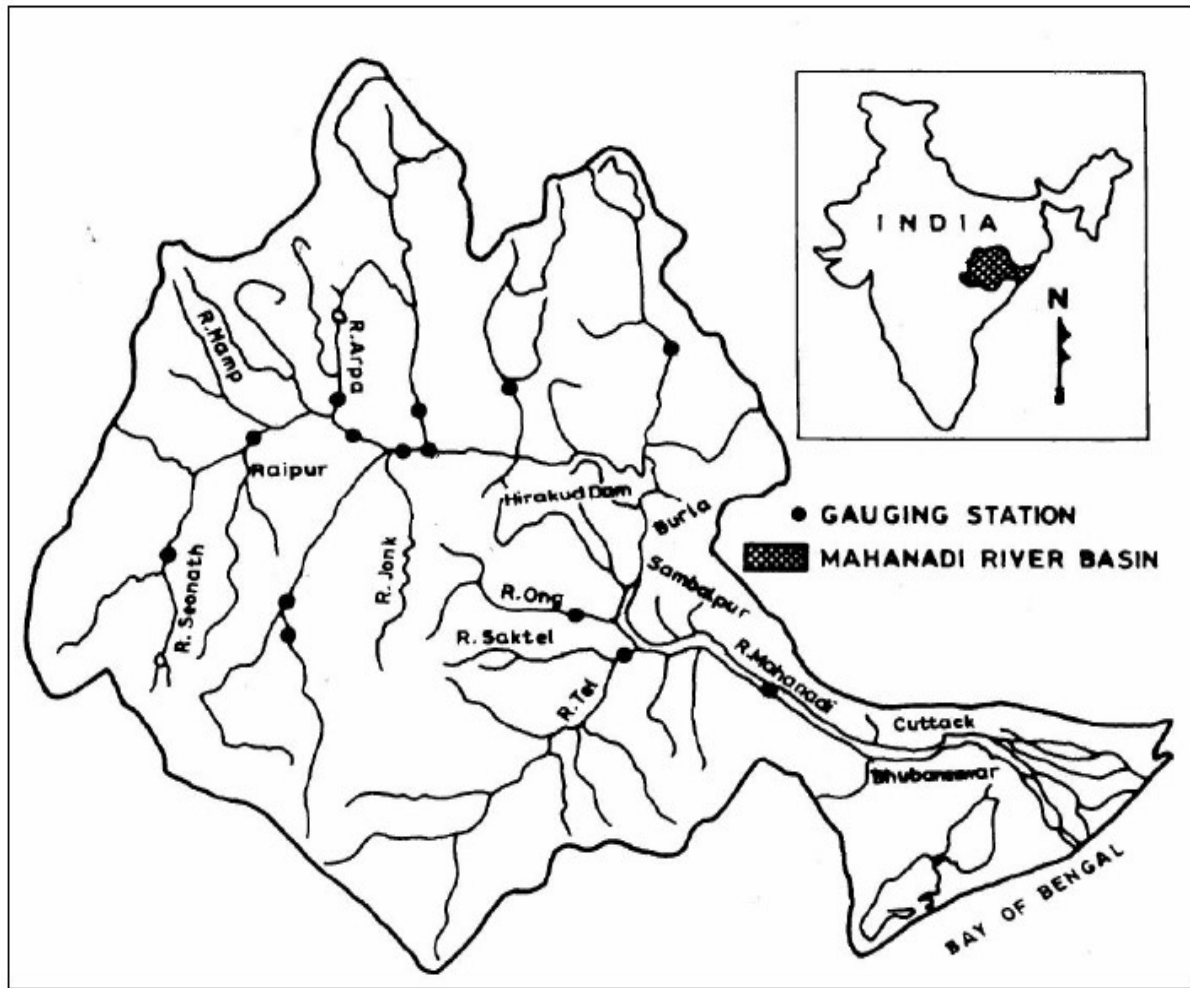 INDIA
N
R.Hamp
R.Arpa
Raipur
Hirakud Dam
Burla
● GAUGING STATION
MAHANADI RIVER BASIN
R. Seonath
R. Jonk
R.Ong
Sambalpur
R. Saktel
R.Tel
R.Mahanadi
Cuttack
Bhubaneswar
BAY OF BENGAL